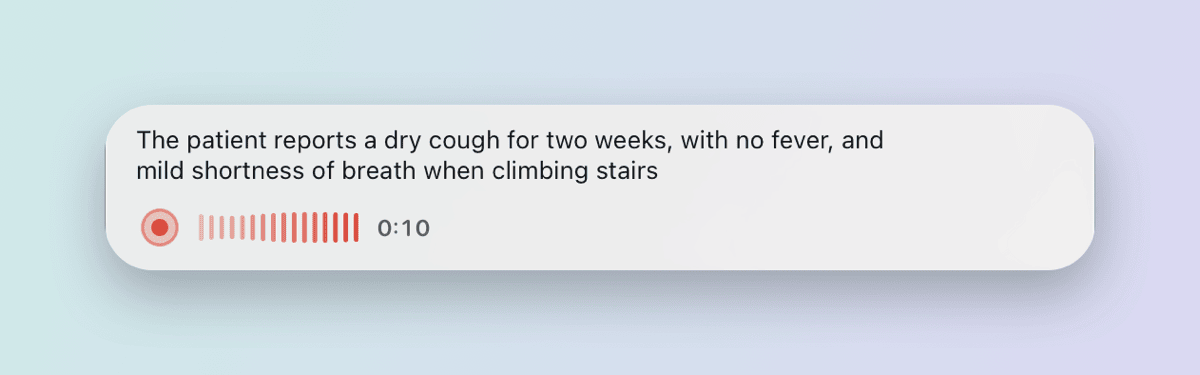 The patient reports a dry cough for two weeks, with no fever, and
mild shortness of breath when climbing stairs
0:10